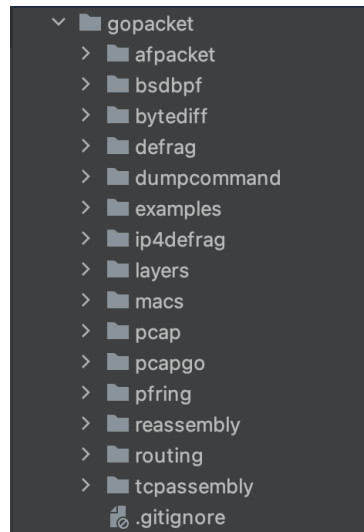 gopacket
afpacket
bsdbpf
bytediff
defrag
dumpcommand
examples
ip4defrag
layers
macs
pcap
pcapgo
pfring
reassembly
routing
tcpassembly
.gitignore